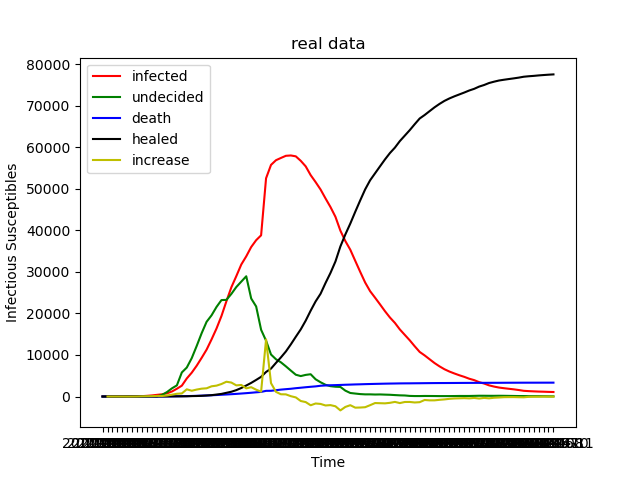 real data
infected
undecided
death
healed
increase
80000
70000
60000
50000
40000
30000
20000
10000
0
Infectious Susceptibles
Time